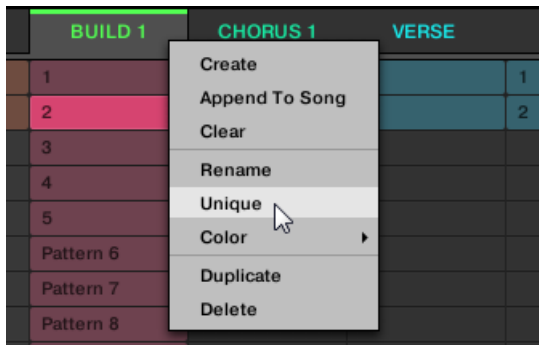 BUILD 1 CHORUS 1 VERSE
1
2
3
4
5
Pattern 6
Pattern 7
Pattern 8
Create
Append To Song
Clear
Rename
Unique
Color
Duplicate
Delete
1
2